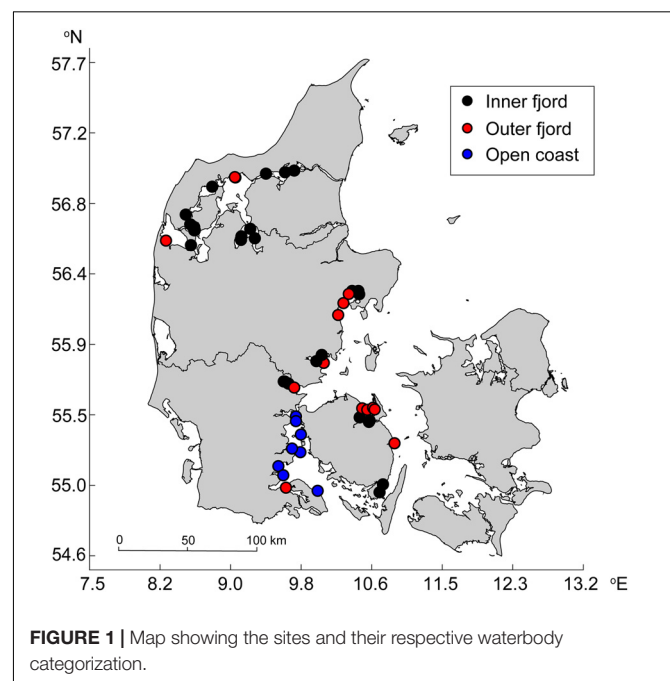 °N
57.7
57.2
56.8
56.4
55.9
55.5
55.0
54.6
Inner fjord
Outer fjord
Open coast
0 50 100 km
7.5 8.2 9.0 9.8 10.6 11.5 12.3 13.2 °E
FIGURE 1 | Map showing the sites and their respective waterbody
categorization.